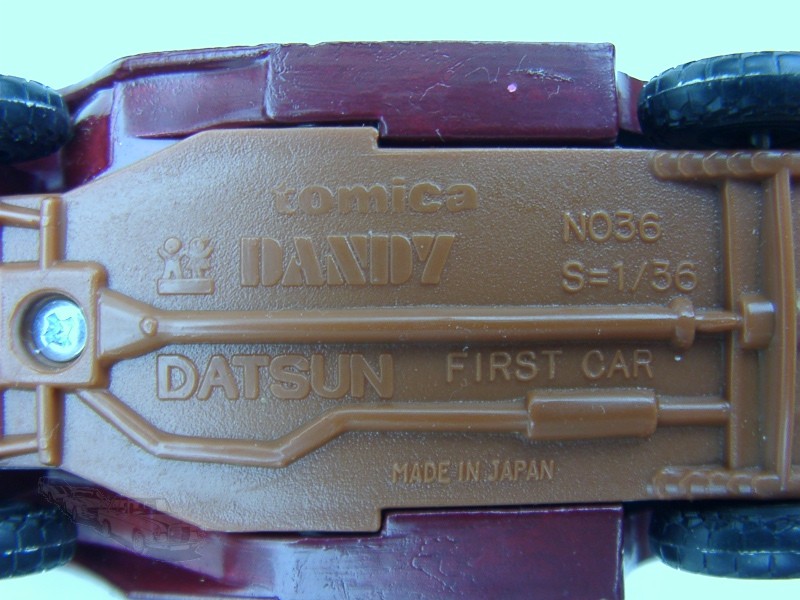 tomica
DANDY
NO36
S=1/36
DATSUN FIRST CAR
MADE IN JAPAN